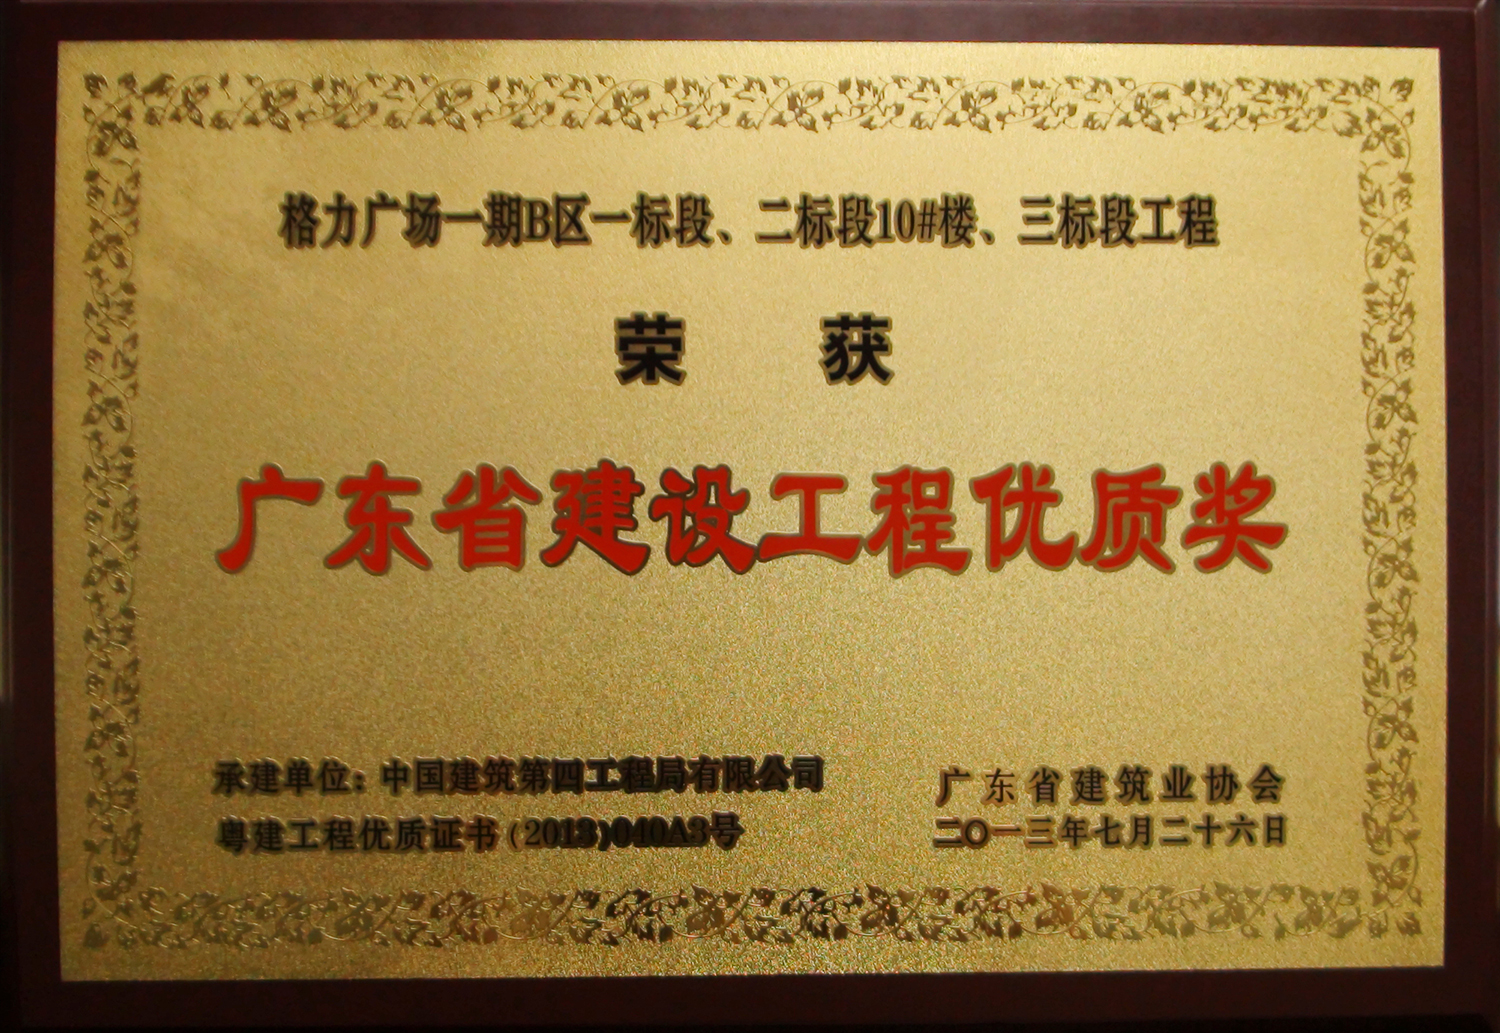 格力广场一期B区一标段、二标段10#楼、三标段工程
荣 获
广东省建设工程优质奖
承建单位：中国建筑第四工程局有限公司
粤建工程优质证书(2013)040A3号
广东省建筑业协会
二〇一三年七月二十六日